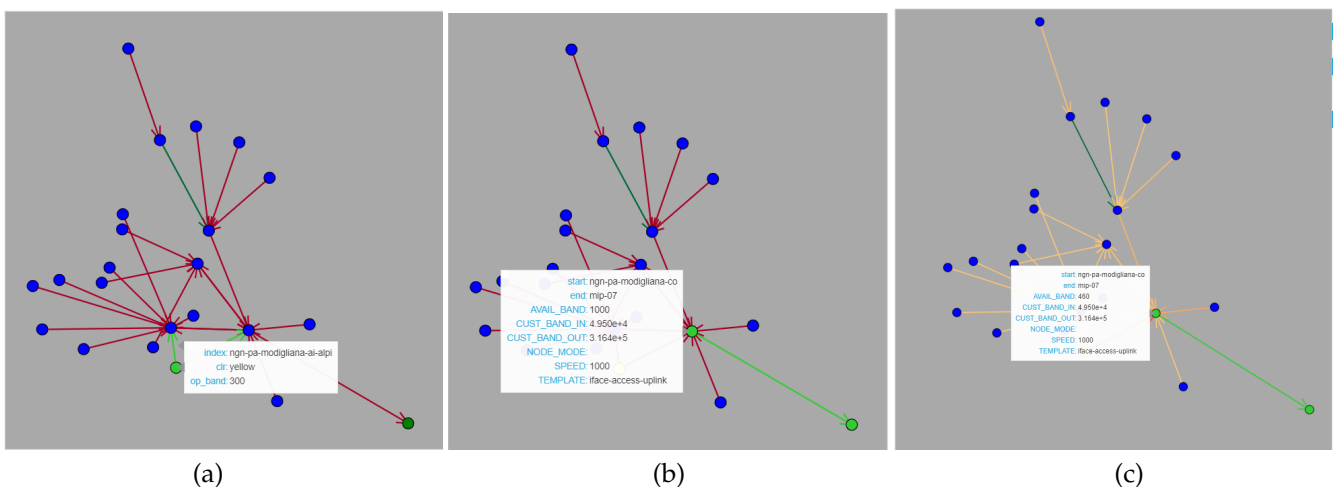 index: ngn-pa-modigliana-ai-alpi
clr: yellow
op_band: 300
start: ngn-pa-modigliana-co
end: mip-07
AVAIL_BAND: 1000
CUST_BAND_IN: 4.950e+4
CUST_BAND_OUT: 3.164e+5
NODE_MODE:
SPEED: 1000
TEMPLATE: iface-access-uplink
start: ngn-pa-modigliana-co
end: mip-07
AVAIL_BAND: 460
CUST_BAND_IN: 4.950e+4
CUST_BAND_OUT: 3.164e+5
NODE_MODE:
SPEED: 1000
TEMPLATE: iface-access-uplink
(a)
(b)
(c)